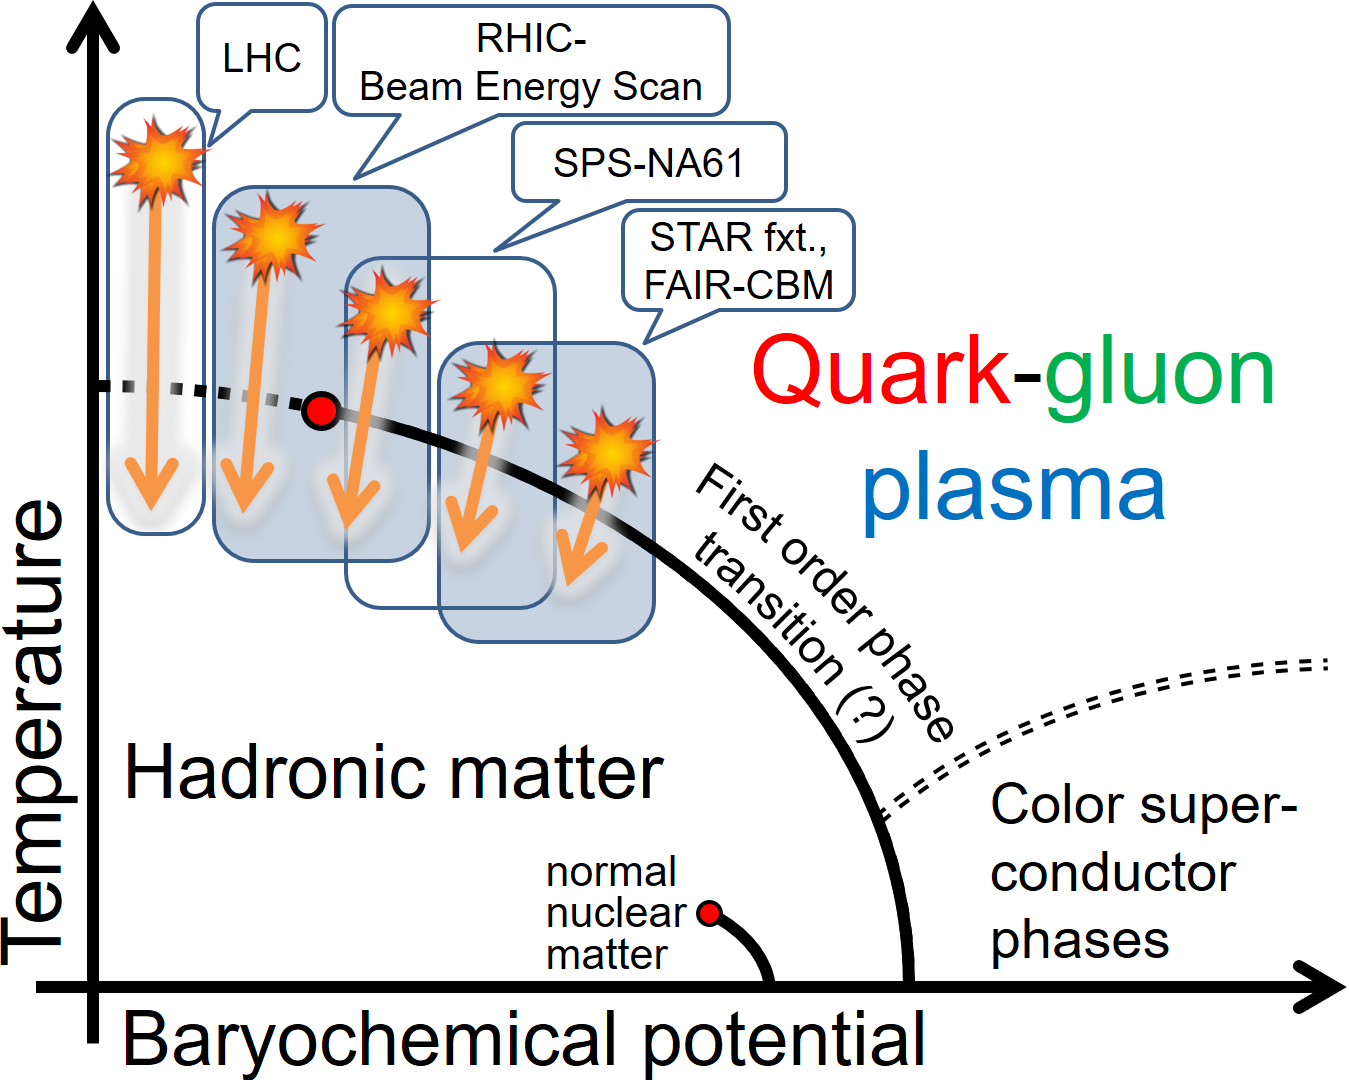 LHC
RHIC-
Beam Energy Scan
SPS-NA61
STAR fxt.,
FAIR-CBM
Quark-gluon
plasma
First order phase
transition (?)
Temperature
Hadronic matter
Color super-
conductor
phases
normal
nuclear
matter
Baryochemical potential